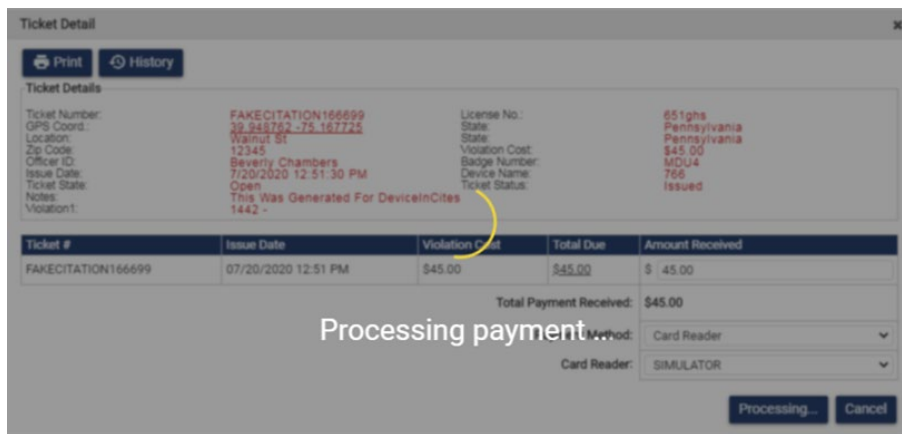 Ticket Detail
Print History
Ticket Details
Ticket Number: FAKECITATION166699 License No.: 651ghs
GPS Coord.: 39.948762 -75.167725 State: Pennsylvania
Location: Walnut St State: Pennsylvania
Zip Code: 12345 Violation Cost: $45.00
Officer ID: Beverly Chambers Badge Number: MDU4
Issue Date: 7/20/2020 12:51:30 PM Device Name: 766
Ticket State: Open Ticket Status: Issued
Notes: This Was Generated For DeviceInCites
Violation1: 1442 -
Ticket # Issue Date Violation Cost Total Due Amount Received
FAKECITATION166699 07/20/2020 12:51 PM $45.00 $45.00 $ 45.00
Total Payment Received: $45.00
Processing payment...
Method: Card Reader
Card Reader: SIMULATOR
Processing... Cancel